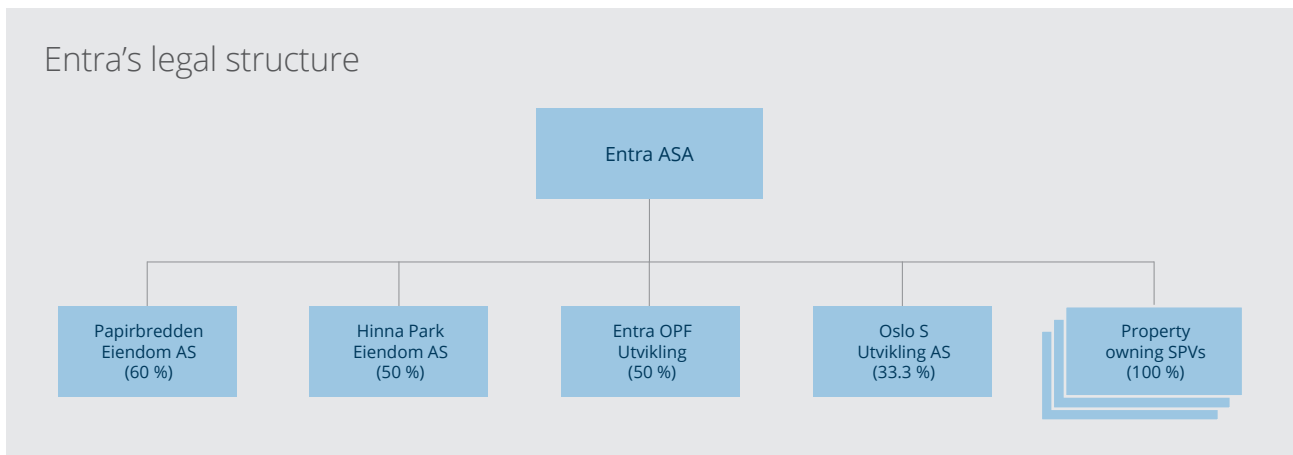 Entra’s legal structure
Entra ASA
Papirbredden
Eiendom AS
(60 %)
Hinna Park
Eiendom AS
(50 %)
Entra OPF
Utvikling
(50 %)
Oslo S
Utvikling AS
(33.3 %)
Property
owning SPVs
(100 %)